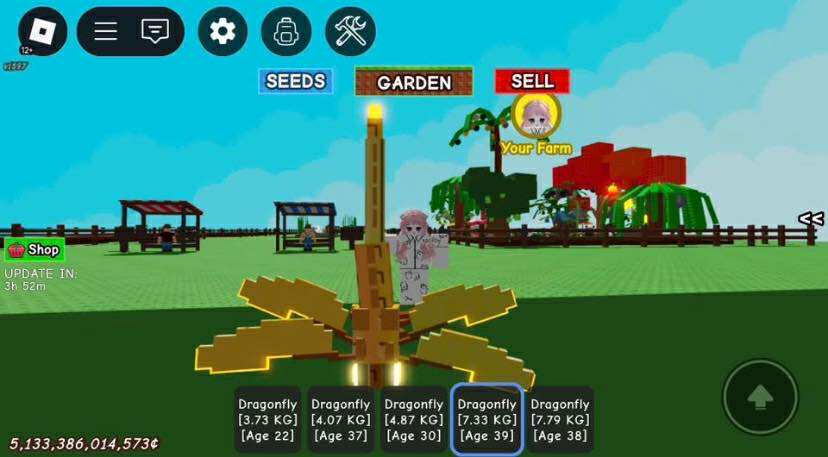 12+
SEEDS
GARDEN
SELL
Your Farm
<<
Shop
UPDATE IN:
3h 52m
Dragonfly
[3.73 KG]
[Age 22]
Dragonfly
[4.07 KG]
[Age 37]
Dragonfly
[4.87 KG]
[Age 30]
Dragonfly
[7.33 KG]
[Age 39]
Dragonfly
[7.79 KG]
[Age 38]
5,133,386,014,573¢